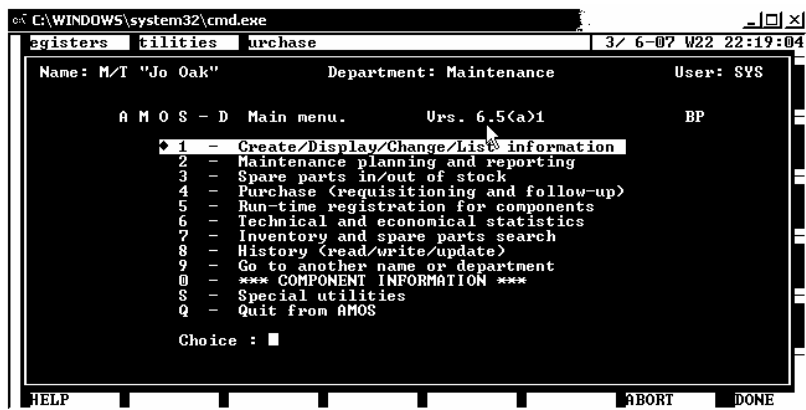 C:\WINDOWS\system32\cmd.exe
egisters tilities urchase 3/ 6-07 W22 22:19:04
Name: M/T "Jo Oak" Department: Maintenance User: SYS
A M O S - D Main menu. Vrs. 6.5(a)1 BP
1 - Create/Display/Change/List information
2 - Maintenance planning and reporting
3 - Spare parts in/out of stock
4 - Purchase (requisitioning and follow-up)
5 - Run-time registration for components
6 - Technical and economical statistics
7 - Inventory and spare parts search
8 - History (read/write/update)
9 - Go to another name or department
0 - *** COMPONENT INFORMATION ***
S - Special utilities
Q - Quit from AMOS
Choice :
HELP ABORT DONE